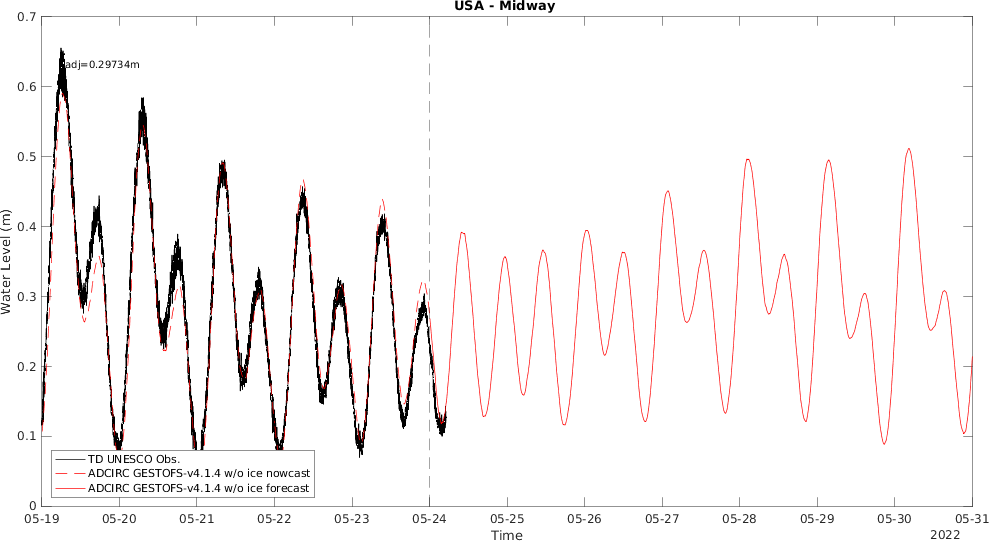 USA - Midway
0.7
0.6
0.5
0.4
0.3
0.2
0.1
0
Water Level (m)
adj=0.29734m
TD UNESCO Obs.
ADCIRC GESTOFS-v4.1.4 w/o ice nowcast
ADCIRC GESTOFS-v4.1.4 w/o ice forecast
05-19 05-20 05-21 05-22 05-23 05-24 05-25 05-26 05-27 05-28 05-29 05-30 05-31
Time
2022